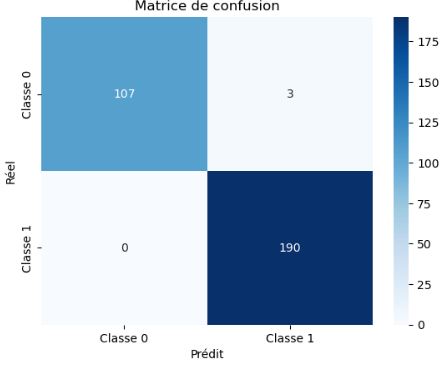 Matrice de confusion
Classe 0
107
3
Réel
Classe 1
0
190
Classe 0
Classe 1
Prédit
175
150
125
100
75
50
25
0